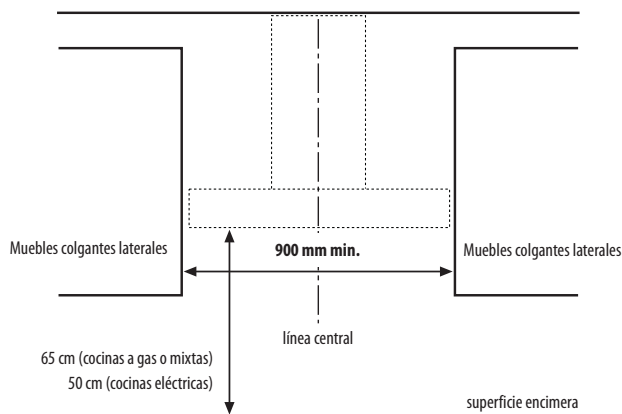 Muebles colgantes laterales
900 mm min.
Muebles colgantes laterales
línea central
65 cm (cocinas a gas o mixtas)
50 cm (cocinas eléctricas)
superficie encimera